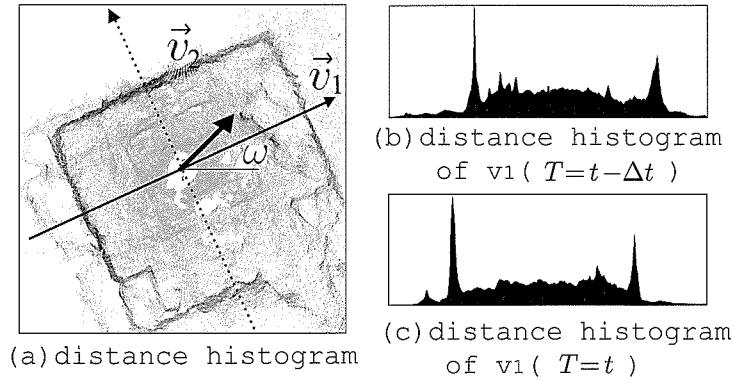 v⃗₂
v⃗₁
ω
(a)distance histogram
(b)distance histogram
of v1( T=t−Δt )
(c)distance histogram
of v1( T=t )